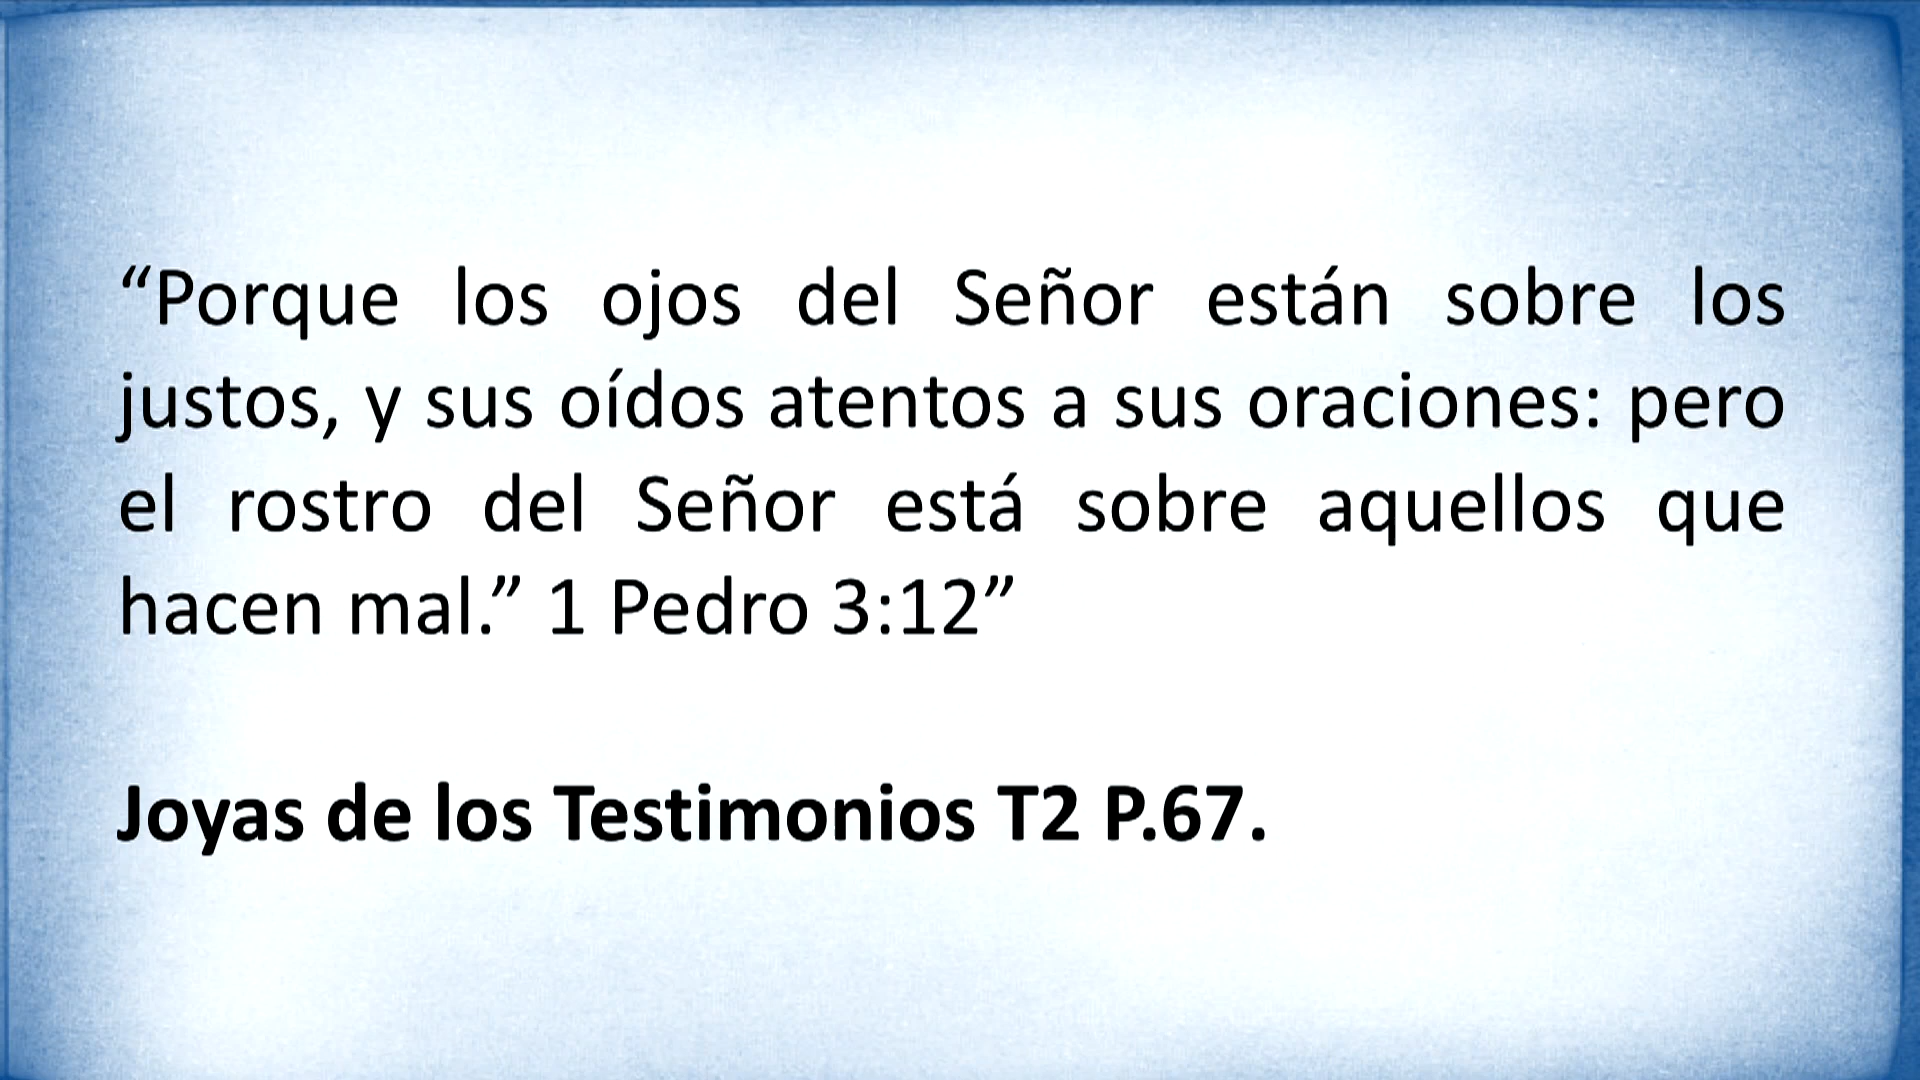 “Porque los ojos del Señor están sobre los
justos, y sus oídos atentos a sus oraciones: pero
el rostro del Señor está sobre aquellos que
hacen mal.” 1 Pedro 3:12”
Joyas de los Testimonios T2 P.67.